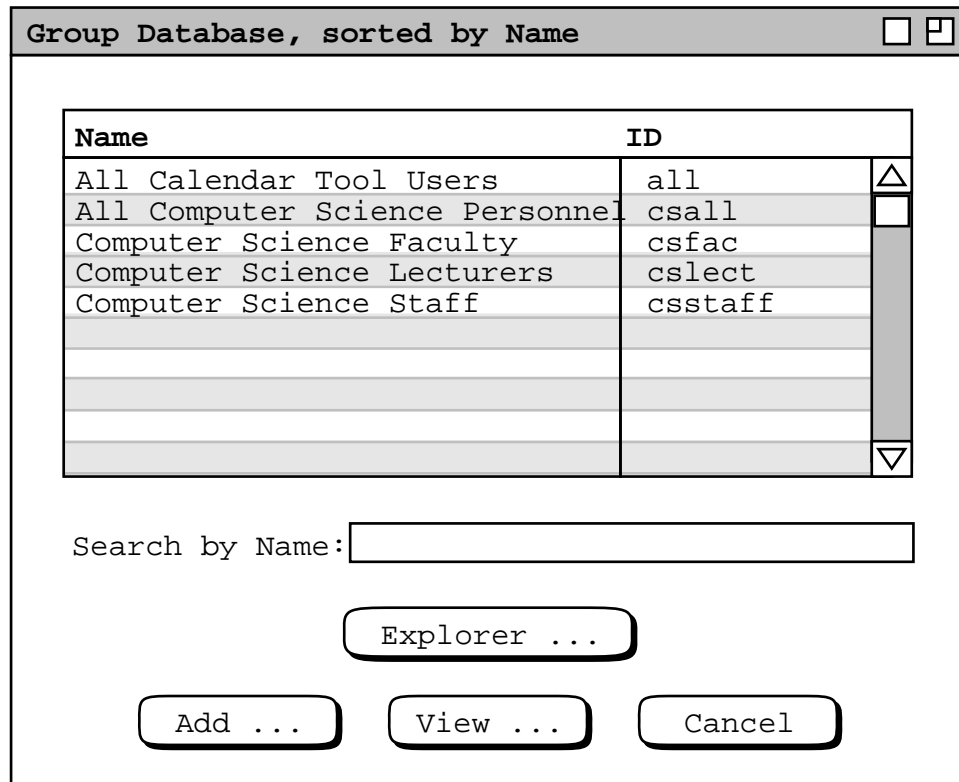 Group Database, sorted by Name
Name ID
All Calendar Tool Users all
All Computer Science Personnel csall
Computer Science Faculty csfac
Computer Science Lecturers cslect
Computer Science Staff csstaff
Search by Name:
Explorer ...
Add ... View ... Cancel